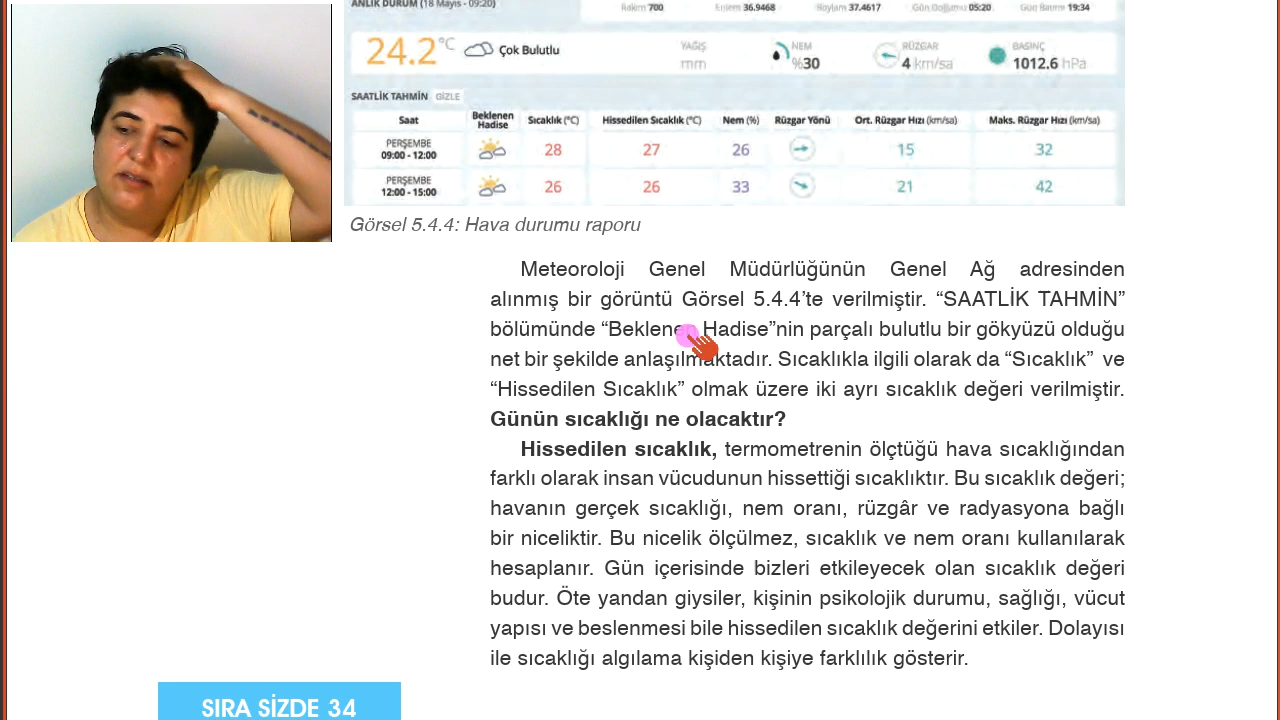 ANLIK DURUM (18 Mayıs - 09:20)
Rakım 700 Enlem 36.9468 Boylam 37.4617 Gün Doğumu 05:20 Gün Batımı 19:34
24.2 °C Çok Bulutlu YAĞIŞ mm NEM %30 RÜZGAR 4 km/sa BASINÇ 1012.6 hPa
SAATLİK TAHMİN GİZLE
Saat Beklenen Hadise Sıcaklık (°C) Hissedilen Sıcaklık (°C) Nem (%) Rüzgar Yönü Ort. Rüzgar Hızı (km/sa) Maks. Rüzgar Hızı (km/sa)
PERŞEMBE 09:00 - 12:00 28 27 26 15 32
PERŞEMBE 12:00 - 15:00 26 26 33 21 42
Görsel 5.4.4: Hava durumu raporu
Meteoroloji Genel Müdürlüğünün Genel Ağ adresinden
alınmış bir görüntü Görsel 5.4.4’te verilmiştir. “SAATLİK TAHMİN”
bölümünde “Beklenen Hadise”nin parçalı bulutlu bir gökyüzü olduğu
net bir şekilde anlaşılmaktadır. Sıcaklıkla ilgili olarak da “Sıcaklık” ve
“Hissedilen Sıcaklık” olmak üzere iki ayrı sıcaklık değeri verilmiştir.
Günün sıcaklığı ne olacaktır?
Hissedilen sıcaklık, termometrenin ölçtüğü hava sıcaklığından
farklı olarak insan vücudunun hissettiği sıcaklıktır. Bu sıcaklık değeri;
havanın gerçek sıcaklığı, nem oranı, rüzgâr ve radyasyona bağlı
bir niceliktir. Bu nicelik ölçülmez, sıcaklık ve nem oranı kullanılarak
hesaplanır. Gün içerisinde bizleri etkileyecek olan sıcaklık değeri
budur. Öte yandan giysiler, kişinin psikolojik durumu, sağlığı, vücut
yapısı ve beslenmesi bile hissedilen sıcaklık değerini etkiler. Dolayısı
ile sıcaklığı algılama kişiden kişiye farklılık gösterir.
SIRA SİZDE 34